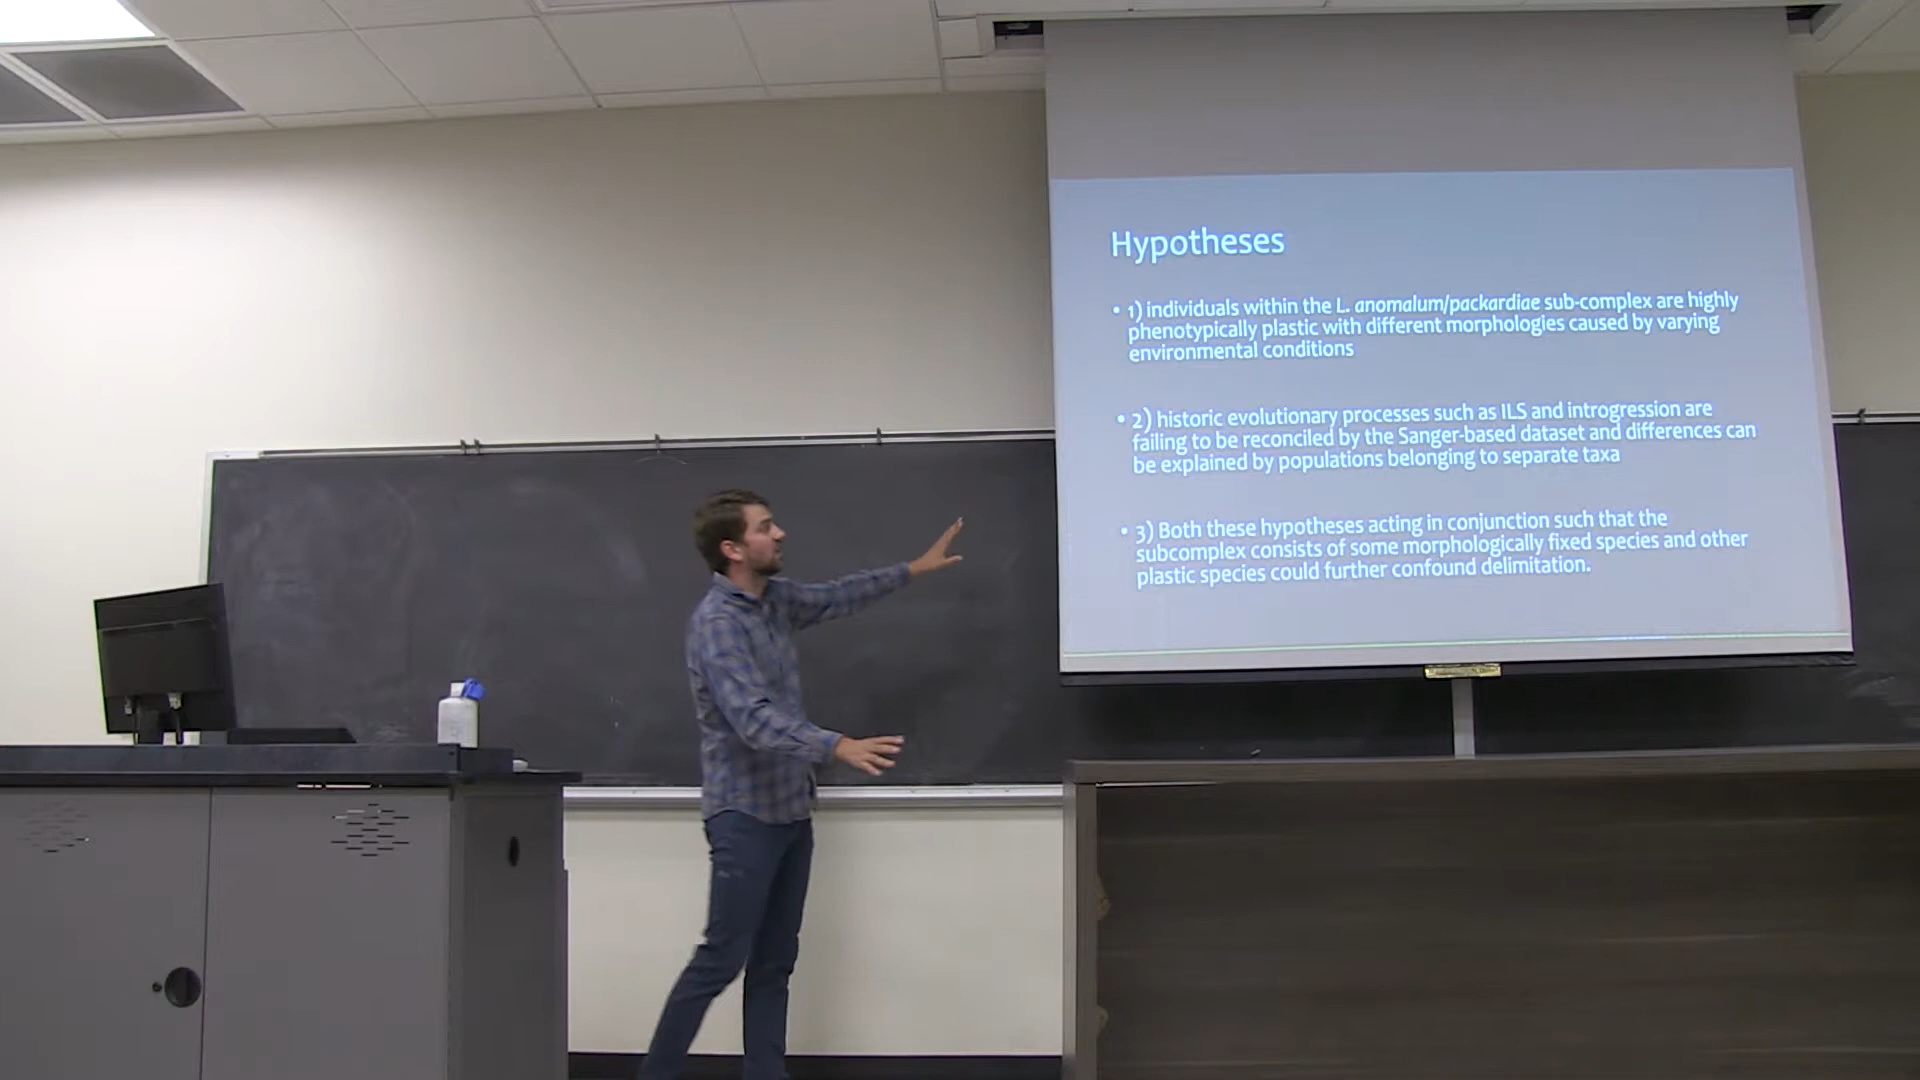 Hypotheses
• 1) individuals within the L. anomalum/packardiae sub-complex are highly
phenotypically plastic with different morphologies caused by varying
environmental conditions
• 2) historic evolutionary processes such as ILS and introgression are
failing to be reconciled by the Sanger-based dataset and differences can
be explained by populations belonging to separate taxa
• 3) Both these hypotheses acting in conjunction such that the
subcomplex consists of some morphologically fixed species and other
plastic species could further confound delimitation.